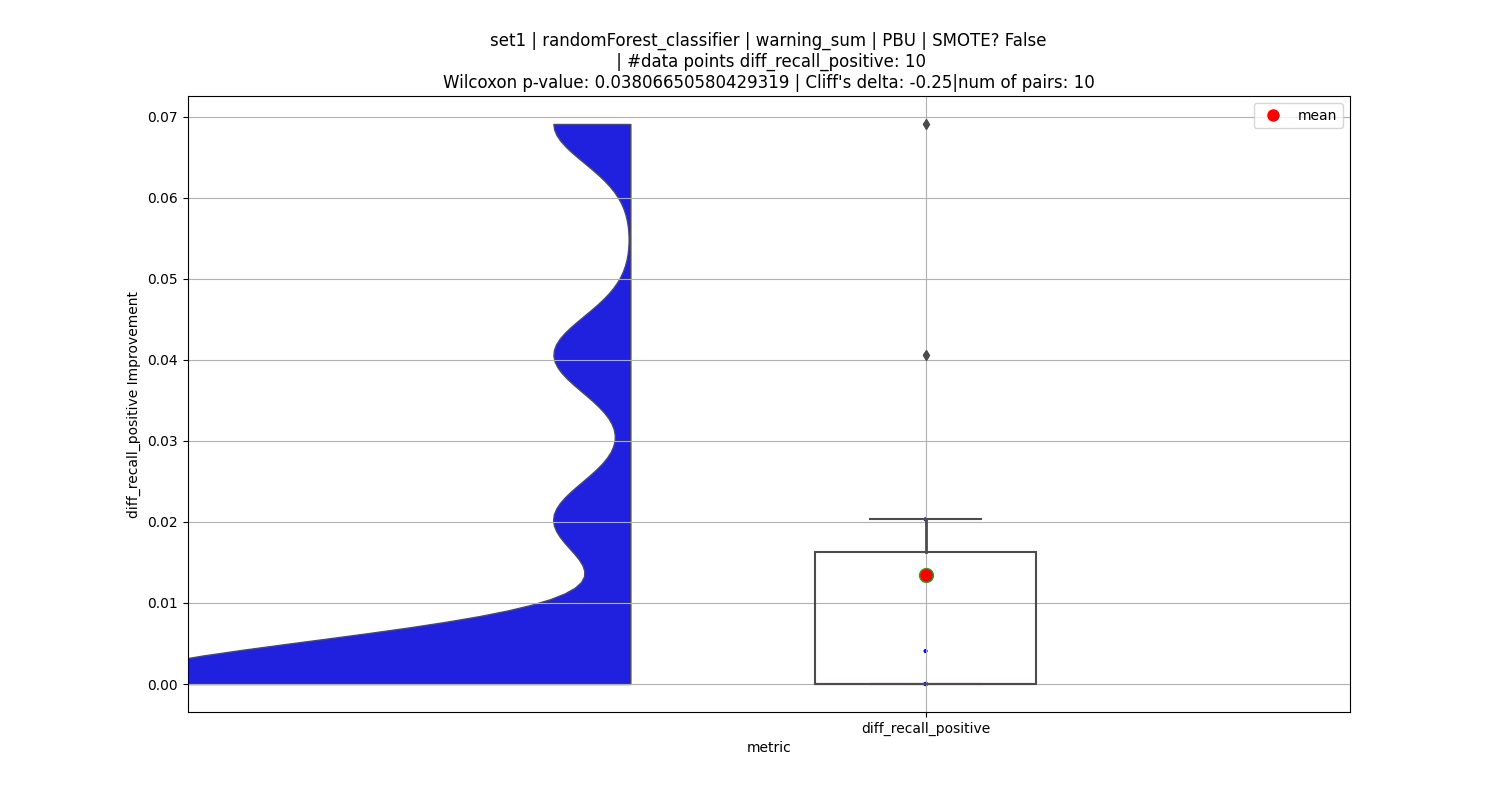 set1 | randomForest_classifier | warning_sum | PBU | SMOTE? False
| #data points diff_recall_positive: 10
Wilcoxon p-value: 0.03806650580429319 | Cliff's delta: -0.25|num of pairs: 10
mean
0.07
0.06
0.05
0.04
0.03
0.02
0.01
0.00
diff_recall_positive Improvement
diff_recall_positive
metric